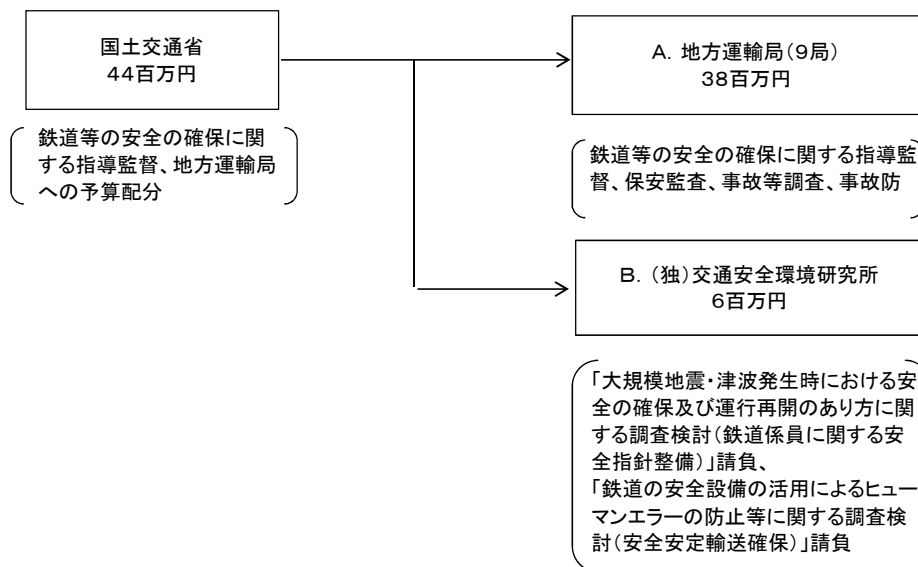 国土交通省
44百万円
鉄道等の安全の確保に関
する指導監督、地方運輸局
への予算配分
A．地方運輸局（9局）
38百万円
鉄道等の安全の確保に関する指導監
督、保安監査、事故等調査、事故防
B．（独）交通安全環境研究所
6百万円
「大規模地震・津波発生時における安
全の確保及び運行再開のあり方に関
する調査検討（鉄道係員に関する安
全指針整備）」請負、
「鉄道の安全設備の活用によるヒュー
マンエラーの防止等に関する調査検
討（安全安定輸送確保）」請負